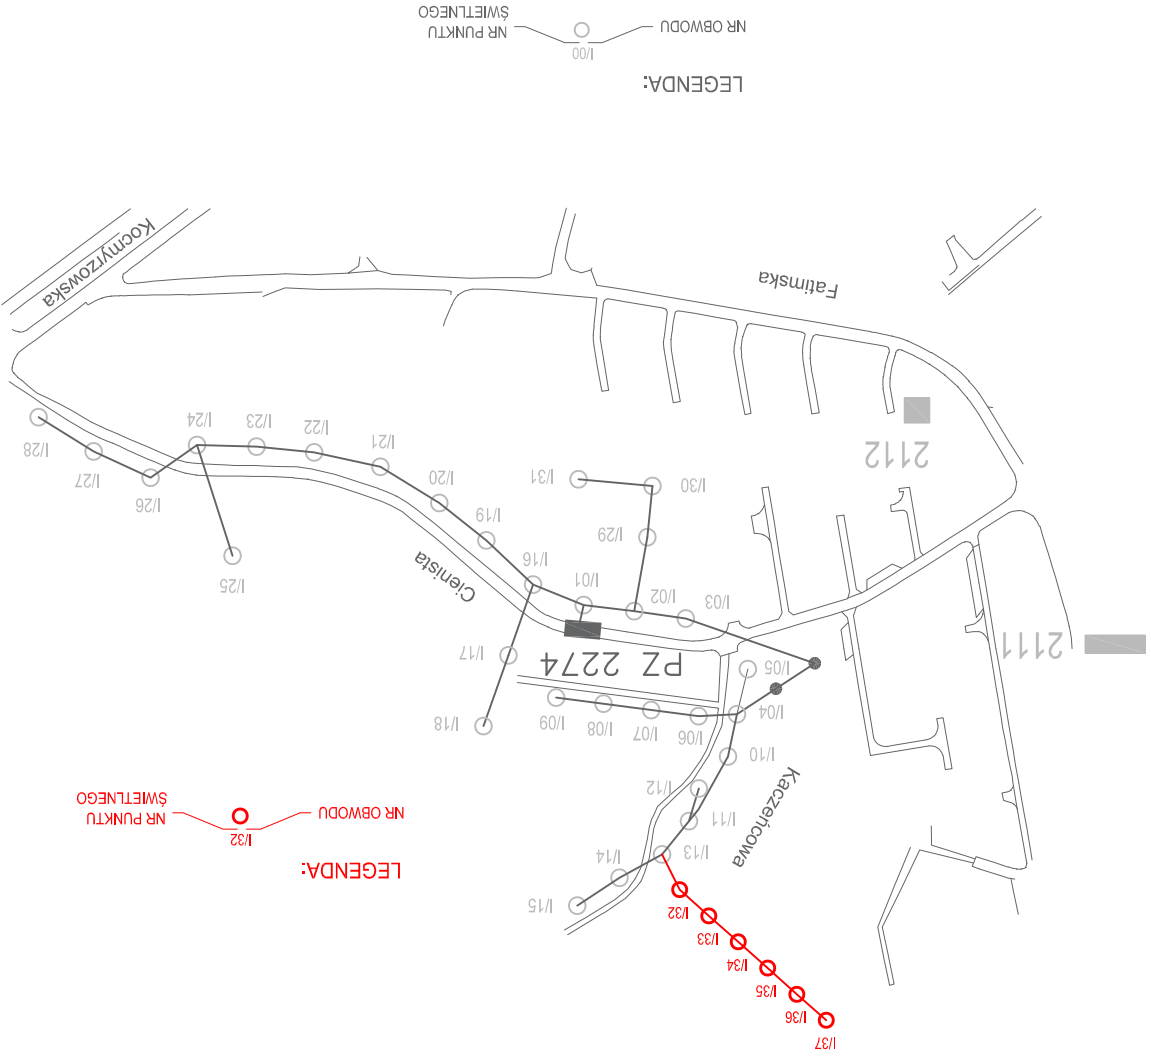 I/37
I/36
I/35
I/34
I/33
I/32
I/15
I/14
I/13
I/11
I/12
I/10
Kaczeńcowa
LEGENDA:
I/32
NR OBWODU
NR PUNKTU
ŚWIETLNEGO
I/04
I/06
I/07
I/08
I/09
I/18
I/05
PZ 2274
I/17
2111
I/03
I/02
I/01
I/16
Cienista
I/25
I/29
I/19
I/30
I/31
I/20
I/26
I/27
I/28
2112
I/21
I/22
I/23
I/24
Fatimska
Kocmyrzowska
LEGENDA:
I/00
NR OBWODU
NR PUNKTU
ŚWIETLNEGO